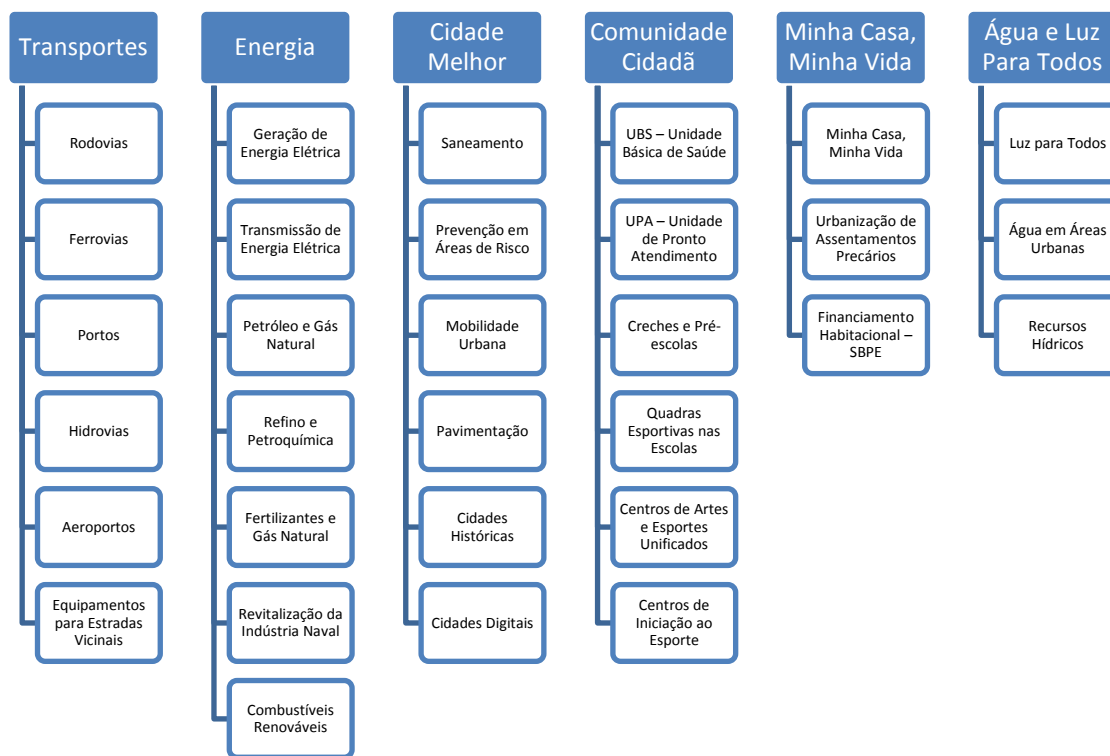 Transportes
Rodovias
Ferrovias
Portos
Hidrovias
Aeroportos
Equipamentos
para Estradas
Vicinais
Energia
Geração de
Energia Elétrica
Transmissão de
Energia Elétrica
Petróleo e Gás
Natural
Refino e
Petroquímica
Fertilizantes e
Gás Natural
Revitalização da
Indústria Naval
Combustíveis
Renováveis
Cidade
Melhor
Saneamento
Prevenção em
Áreas de Risco
Mobilidade
Urbana
Pavimentação
Cidades
Históricas
Cidades Digitais
Comunidade
Cidadã
UBS – Unidade
Básica de Saúde
UPA – Unidade
de Pronto
Atendimento
Creches e Pré-
escolas
Quadras
Esportivas nas
Escolas
Centros de Artes
e Esportes
Unificados
Centros de
Iniciação ao
Esporte
Minha Casa,
Minha Vida
Minha Casa,
Minha Vida
Urbanização de
Assentamentos
Precários
Financiamento
Habitacional –
SBPE
Água e Luz
Para Todos
Luz para Todos
Água em Áreas
Urbanas
Recursos
Hídricos